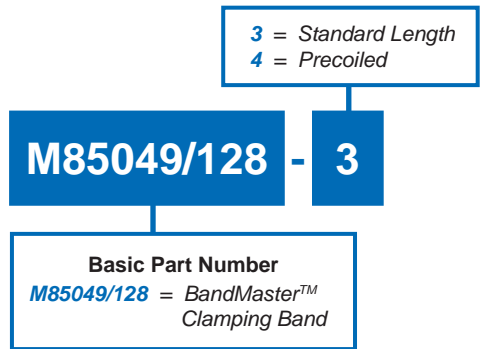 3 = Standard Length
4 = Precoiled
M85049/128 - 3
Basic Part Number
M85049/128 = BandMaster™
Clamping Band